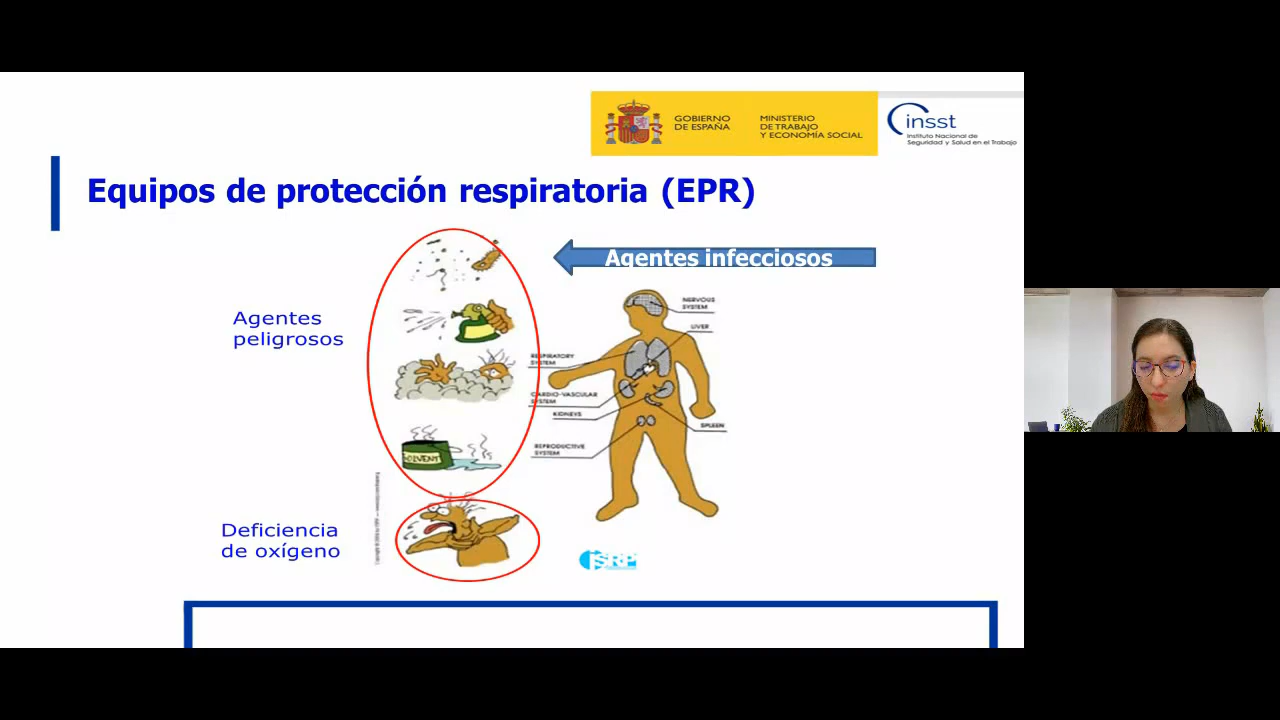 GOBIERNO
DE ESPAÑA
MINISTERIO
DE TRABAJO
Y ECONOMÍA SOCIAL
insst
Instituto Nacional de
Seguridad y Salud en el Trabajo
Equipos de protección respiratoria (EPR)
Agentes infecciosos
Agentes
peligrosos
NERVOUS
SYSTEM
LIVER
RESPIRATORY
SYSTEM
CARDIO-VASCULAR
SYSTEM
KIDNEYS
SPLEEN
REPRODUCTIVE
SYSTEM
SOLVENT
Deficiencia
de oxígeno
ISRP